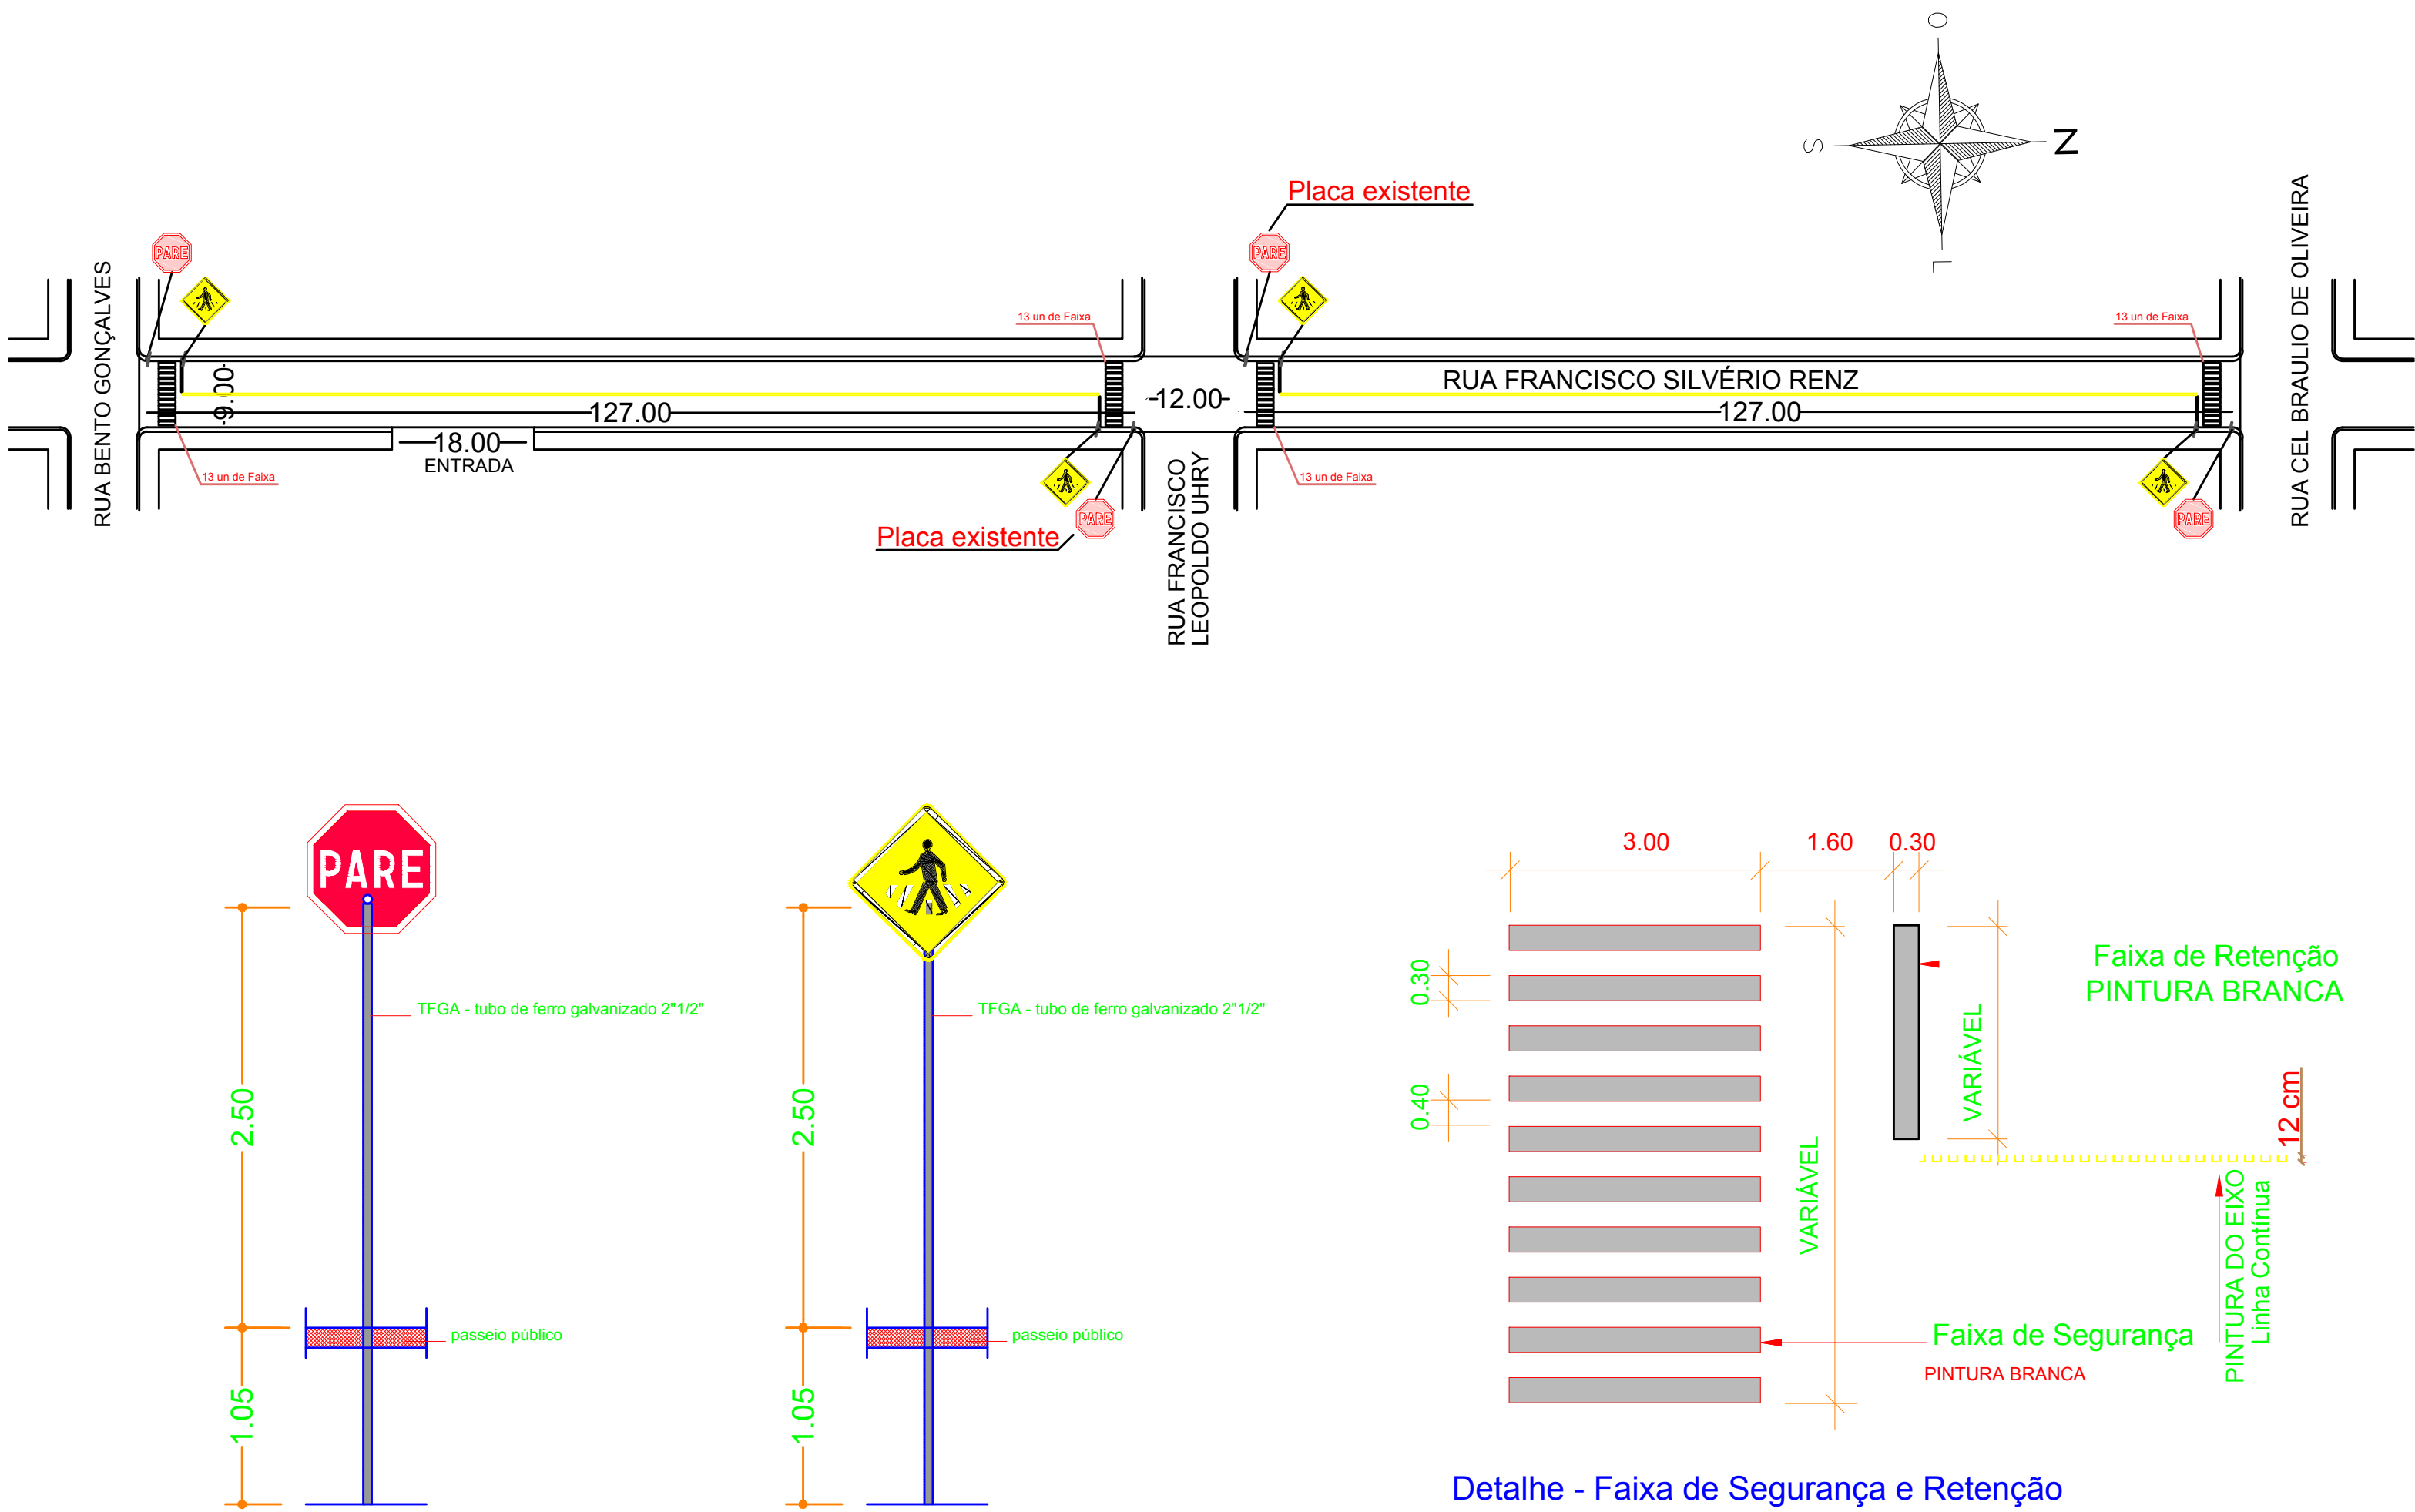 O
S
N
L
Placa existente
PARE
PARE
RUA BENTO GONÇALVES
13 un de Faixa
13 un de Faixa
RUA CEL BRAULIO DE OLIVEIRA
9.00
127.00
12.00
RUA FRANCISCO SILVÉRIO RENZ
127.00
18.00
ENTRADA
13 un de Faixa
13 un de Faixa
Placa existente
PARE
PARE
RUA FRANCISCO
LEOPOLDO UHRY
PARE
TFGA - tubo de ferro galvanizado 2"1/2"
2.50
passeio público
1.05
TFGA - tubo de ferro galvanizado 2"1/2"
2.50
passeio público
1.05
3.00
1.60
0.30
0.30
0.40
VARIÁVEL
VARIÁVEL
Faixa de Retenção
PINTURA BRANCA
12 cm
PINTURA DO EIXO
Linha Contínua
Faixa de Segurança
PINTURA BRANCA
Detalhe - Faixa de Segurança e Retenção